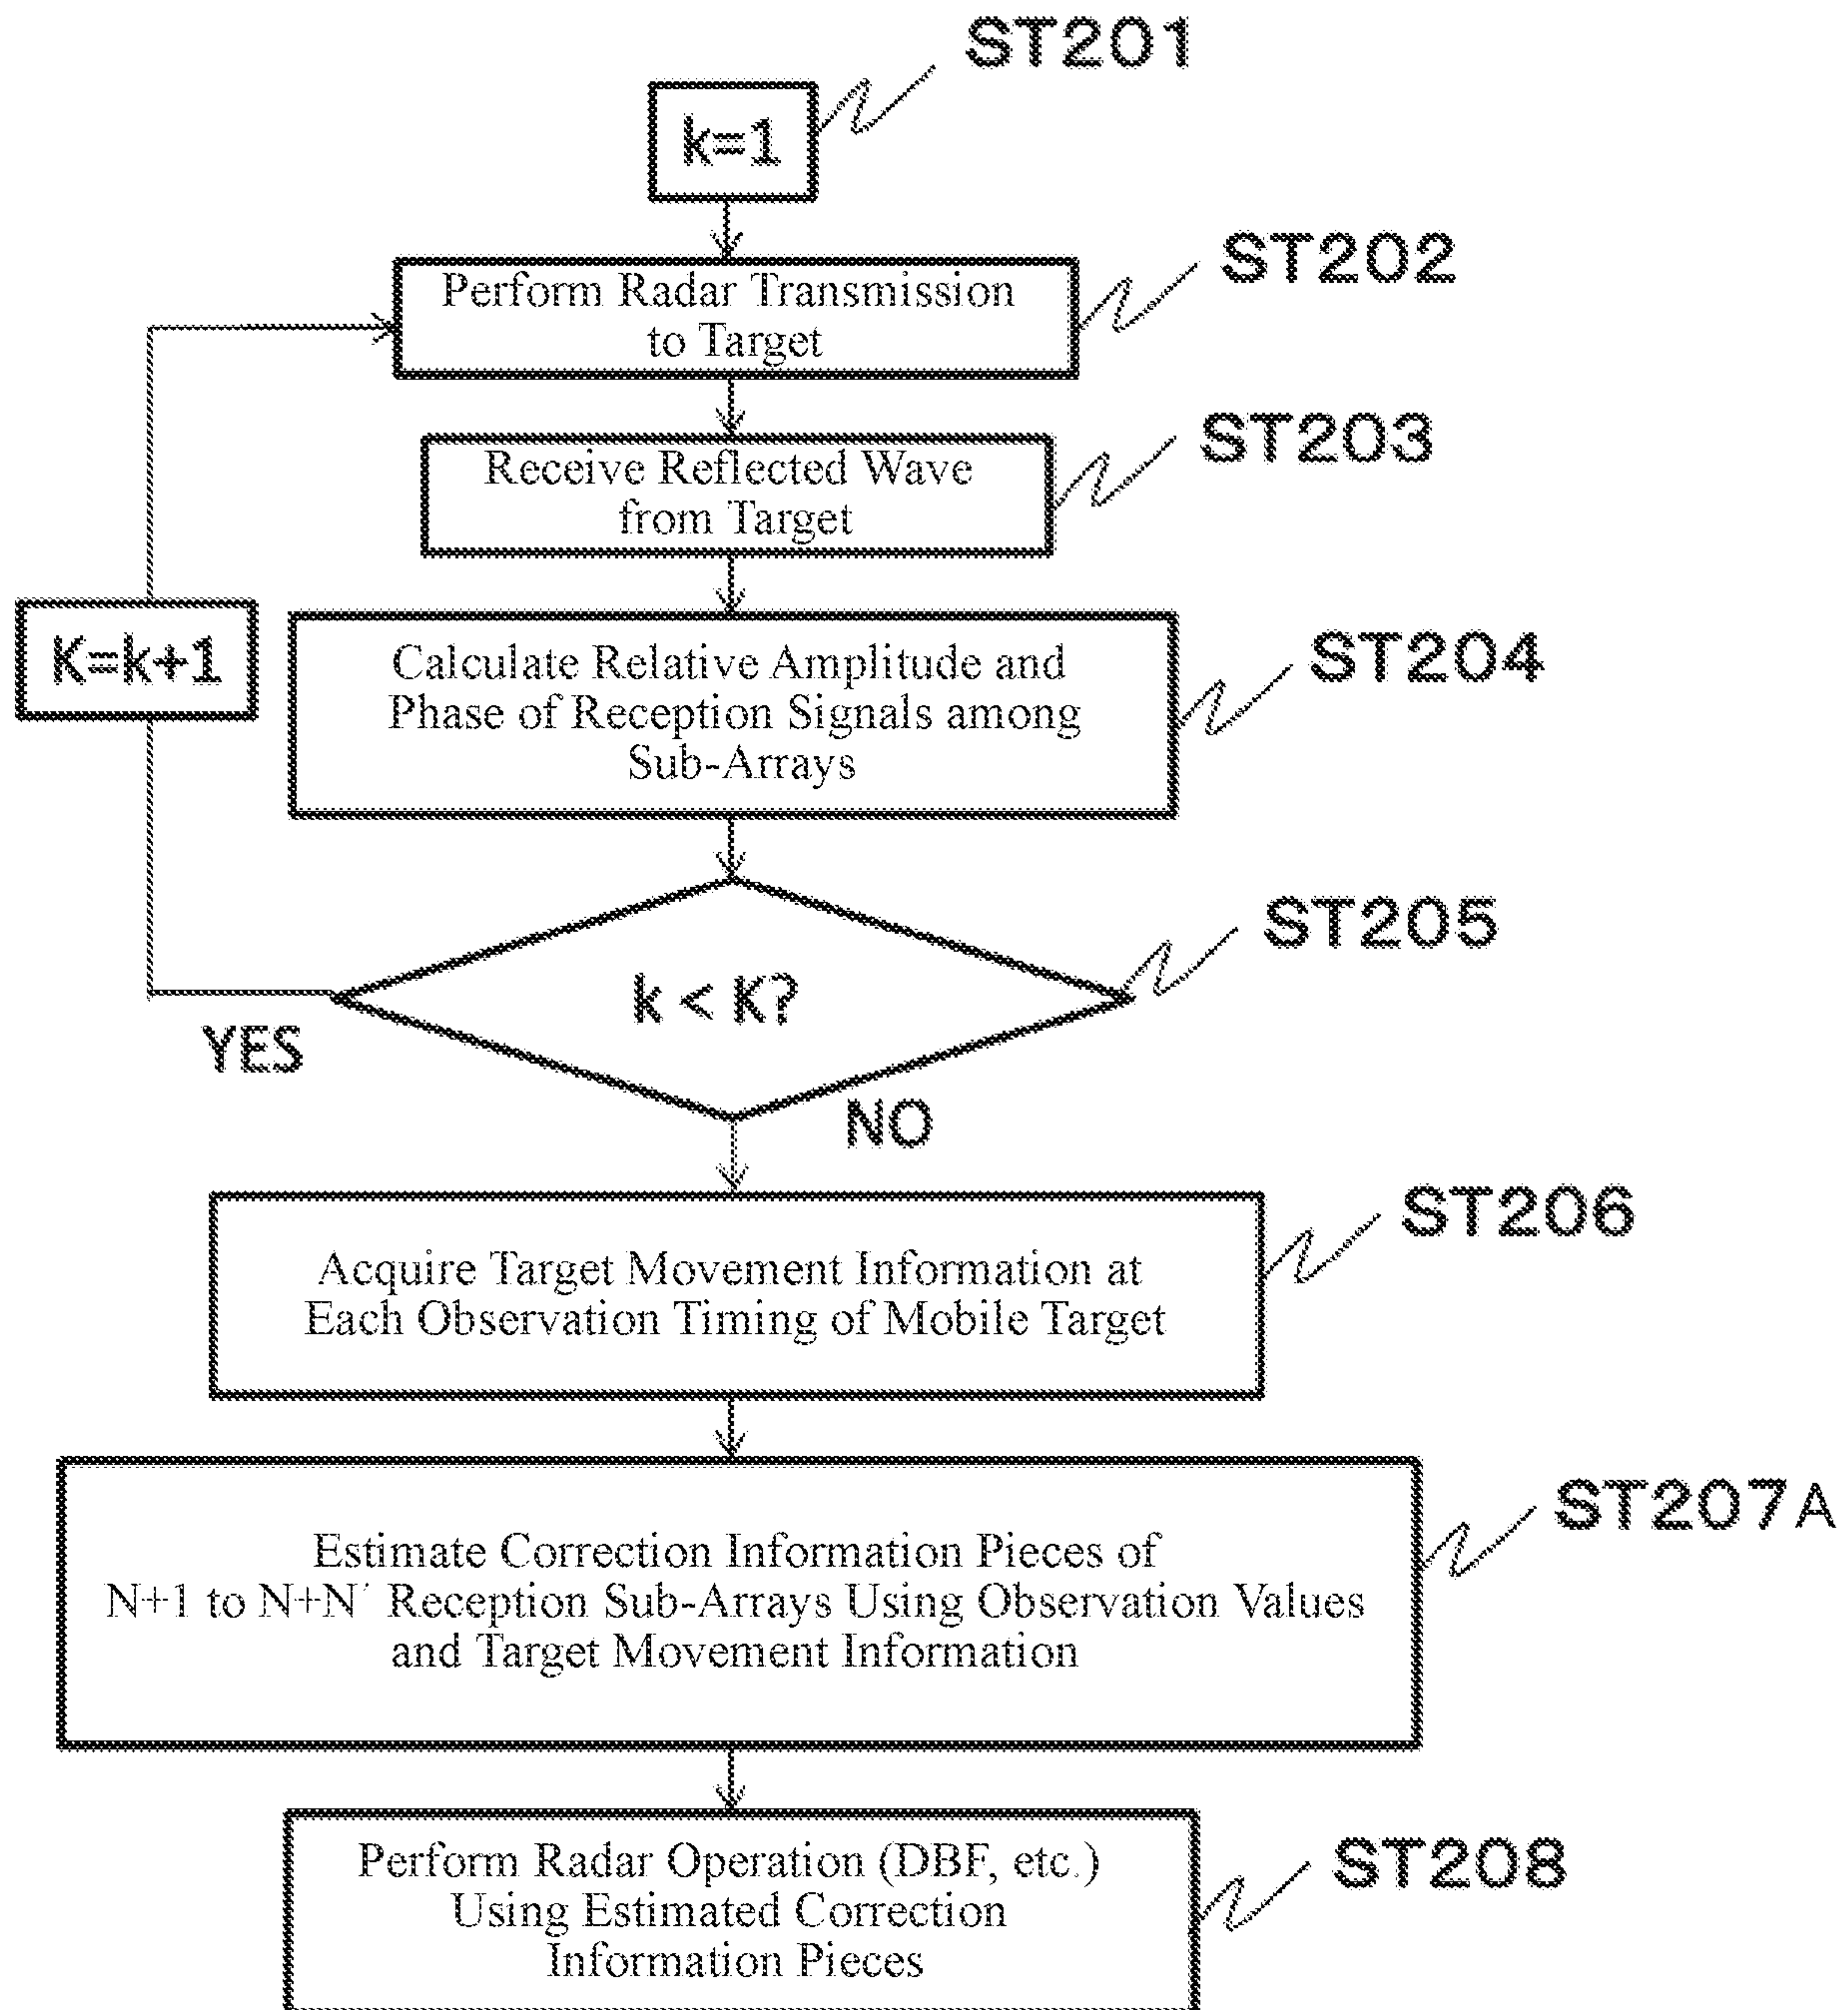 ST201
k=1
ST202
Perform Radar Transmission
to Target
ST203
Receive Reflected Wave
from Target
K=k+1
ST204
Calculate Relative Amplitude and
Phase of Reception Signals among
Sub-Arrays
ST205
k < K?
YES
NO
ST206
Acquire Target Movement Information at
Each Observation Timing of Mobile Target
ST207A
Estimate Correction Information Pieces of
N+1 to N+N´ Reception Sub-Arrays Using Observation Values
and Target Movement Information
ST208
Perform Radar Operation (DBF, etc.)
Using Estimated Correction
Information Pieces